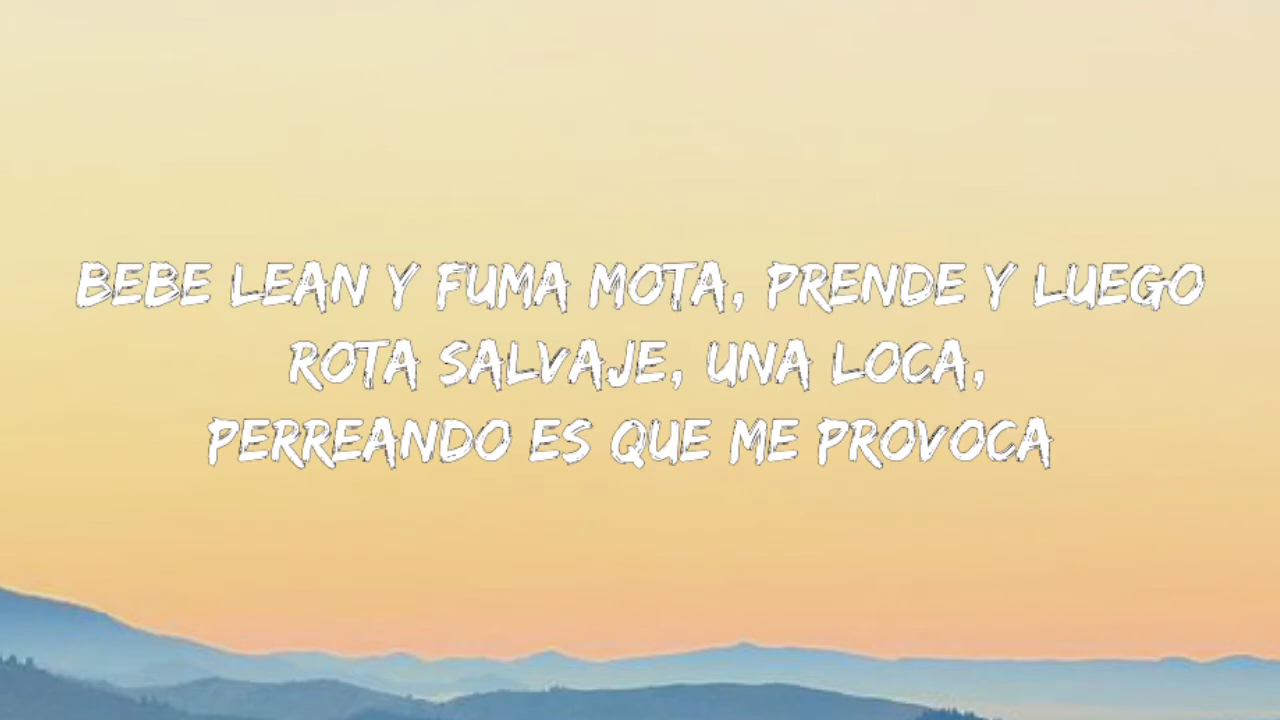 BEBE LEAN Y FUMA MOTA, PRENDE Y LUEGO
ROTA SALVAJE, UNA LOCA,
PERREANDO ES QUE ME PROVOCA